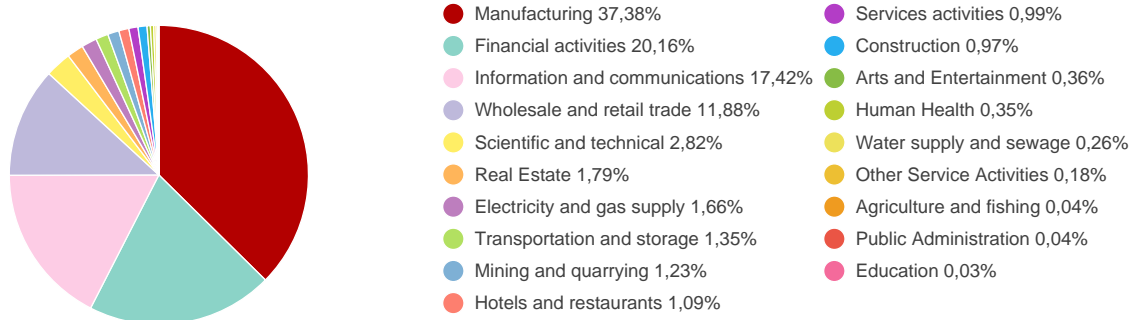 Manufacturing 37,38%
Financial activities 20,16%
Information and communications 17,42%
Wholesale and retail trade 11,88%
Scientific and technical 2,82%
Real Estate 1,79%
Electricity and gas supply 1,66%
Transportation and storage 1,35%
Mining and quarrying 1,23%
Hotels and restaurants 1,09%
Services activities 0,99%
Construction 0,97%
Arts and Entertainment 0,36%
Human Health 0,35%
Water supply and sewage 0,26%
Other Service Activities 0,18%
Agriculture and fishing 0,04%
Public Administration 0,04%
Education 0,03%